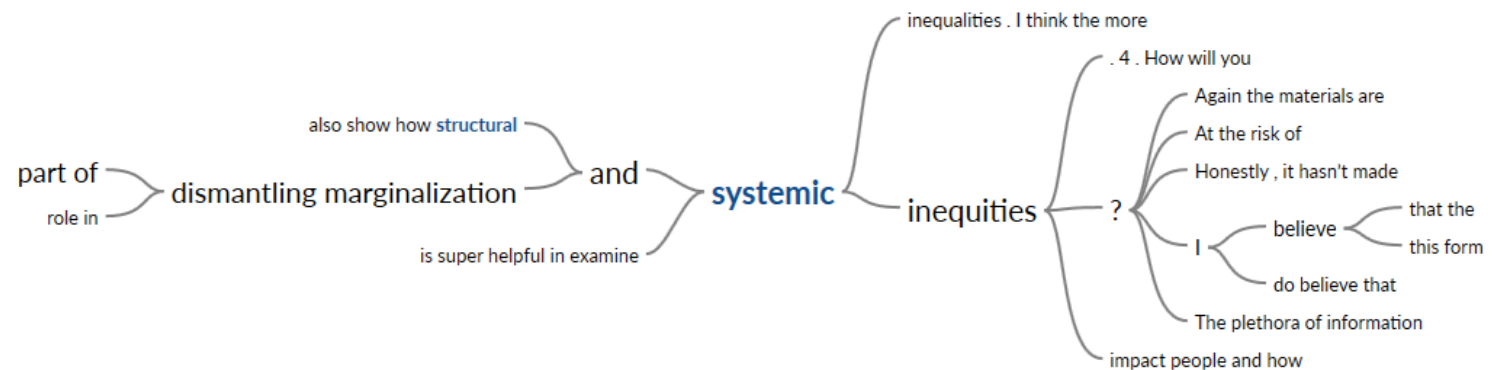 part of
role in
dismantling marginalization
also show how structural
and
is super helpful in examine
systemic
inequalities . I think the more
inequities
. 4 . How will you
?
Again the materials are
At the risk of
Honestly , it hasn't made
I
believe
that the
this form
do believe that
The plethora of information
impact people and how